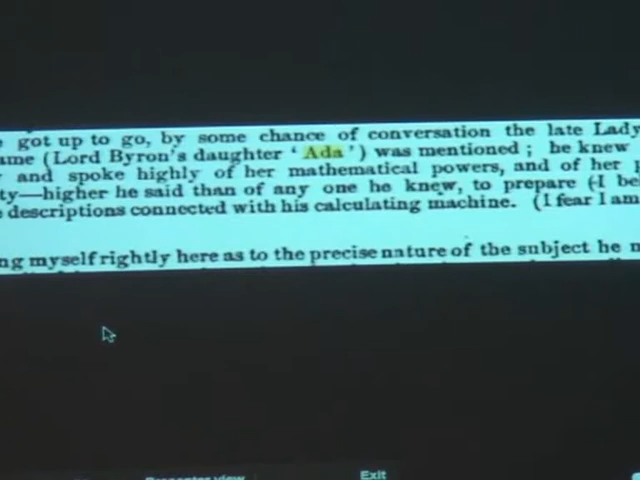 got up to go, by some chance of conversation the late Lady
ame (Lord Byron's daughter ‘Ada’) was mentioned; he knew
and spoke highly of her mathematical powers, and of her
ty—higher he said than of any one he knew, to prepare (I be
descriptions connected with his calculating machine. (I fear I am
ng myself rightly here as to the precise nature of the subject he
Presenter view Exit